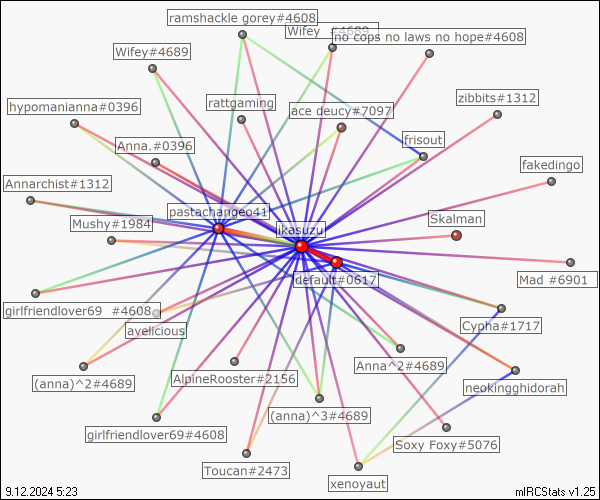 ramshackle gorey#4608
Wifey #4689
no cops no laws no hope#4608
Wifey#4689
hypomanianna#0396
rattgaming
ace deucy#7097
zibbits#1312
Anna.#0396
frisout
fakedingo
Annarchist#1312
pastachangeo41
Mushy#1984
ikasuzu
Skalman
default#0617
Mad #6901
girlfriendlover69 #4608
avelicious
Cypha#1717
Anna^2#4689
(anna)^2#4689
AlpineRooster#2156
neokingghidorah
(anna)^3#4689
girlfriendlover69#4608
Soxy Foxy#5076
Toucan#2473
xenoyaut
9.12.2024 5:23
mIRCStats v1.25